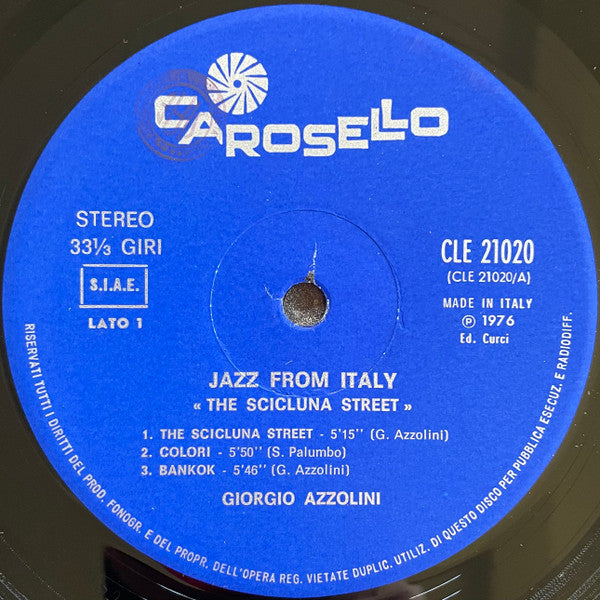 CAROSELLO
STEREO
33⅓ GIRI
S.I.A.E.
LATO 1
CLE 21020
(CLE 21020/A)
MADE IN ITALY
℗ 1976
Ed. Curci
JAZZ FROM ITALY
« THE SCICLUNA STREET »
1. THE SCICLUNA STREET - 5'15'' (G. Azzolini)
2. COLORI - 5'50'' (S. Palumbo)
3. BANKOK - 5'46'' (G. Azzolini)
GIORGIO AZZOLINI
RISERVATI TUTTI I DIRITTI DEL PROD. FONOGR. E DEL PROPR. DELL'OPERA REG. VIETATE DUPLIC. UTILIZ. DI QUESTO DISCO PER PUBBLICA ESECUZ. E RADIODIFF.